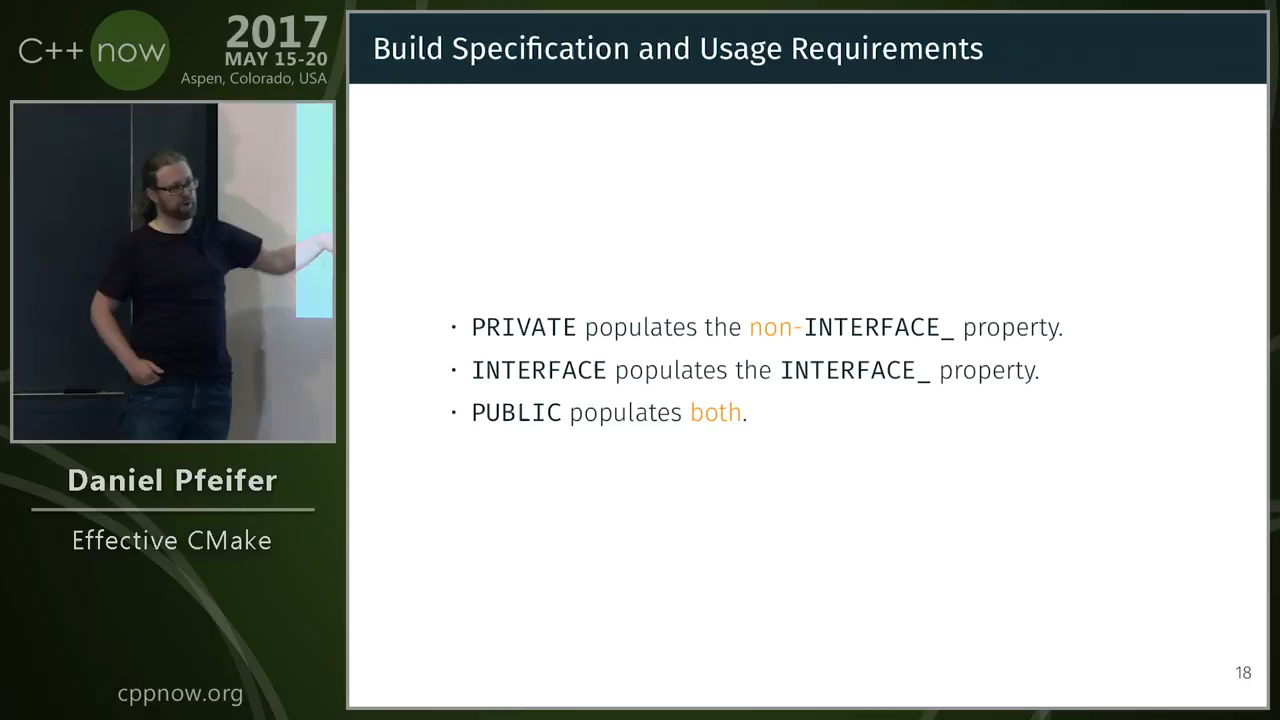 C++ now
2017
MAY 15-20
Aspen, Colorado, USA
Daniel Pfeifer
Effective CMake
cppnow.org
Build Specification and Usage Requirements
· PRIVATE populates the non-INTERFACE_ property.
· INTERFACE populates the INTERFACE_ property.
· PUBLIC populates both.
18